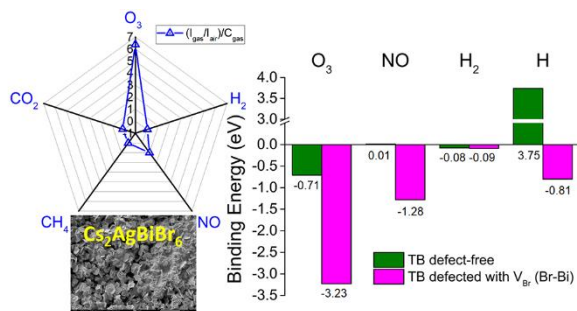 O3
7
6
5
4
3
2
1
0
-1
(Igas/Iair)/Cgas
CO2
H2
CH4
NO
Cs2AgBiBr6
Binding Energy (eV)
4.0
3.5
3.0
0.0
-0.5
-1.0
-1.5
-2.0
-2.5
-3.0
-3.5
O3 NO H2 H
-0.71
-3.23
0.01
-1.28
-0.08 -0.09
3.75
-0.81
TB defect-free
TB defected with VBr (Br-Bi)